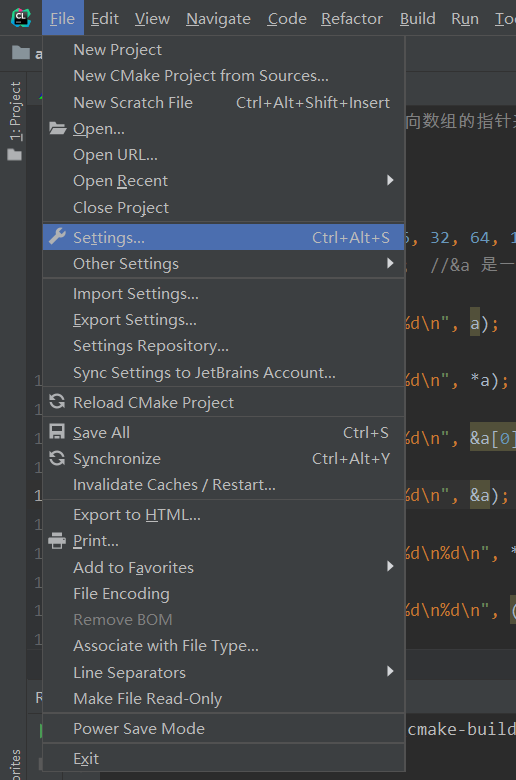 CL File Edit View Navigate Code Refactor Build Run
a
1: Project
New Project
New CMake Project from Sources...
New Scratch File Ctrl+Alt+Shift+Insert
向数组的指针
Open...
Open URL...
Open Recent
Close Project
Settings... Ctrl+Alt+S
, 32, 64,
Other Settings
//&a 是一
Import Settings...
Export Settings...
%d\n", a);
Settings Repository...
Sync Settings to JetBrains Account...
%d\n", *a);
Reload CMake Project
Save All Ctrl+S
%d\n", &a[0]
Synchronize Ctrl+Alt+Y
Invalidate Caches / Restart...
%d\n", &a);
Export to HTML...
Print...
%d\n%d\n", *
Add to Favorites
File Encoding
%d\n%d\n", (
Remove BOM
Associate with File Type...
Line Separators
Make File Read-Only
R
Power Save Mode
cmake-build
Exit